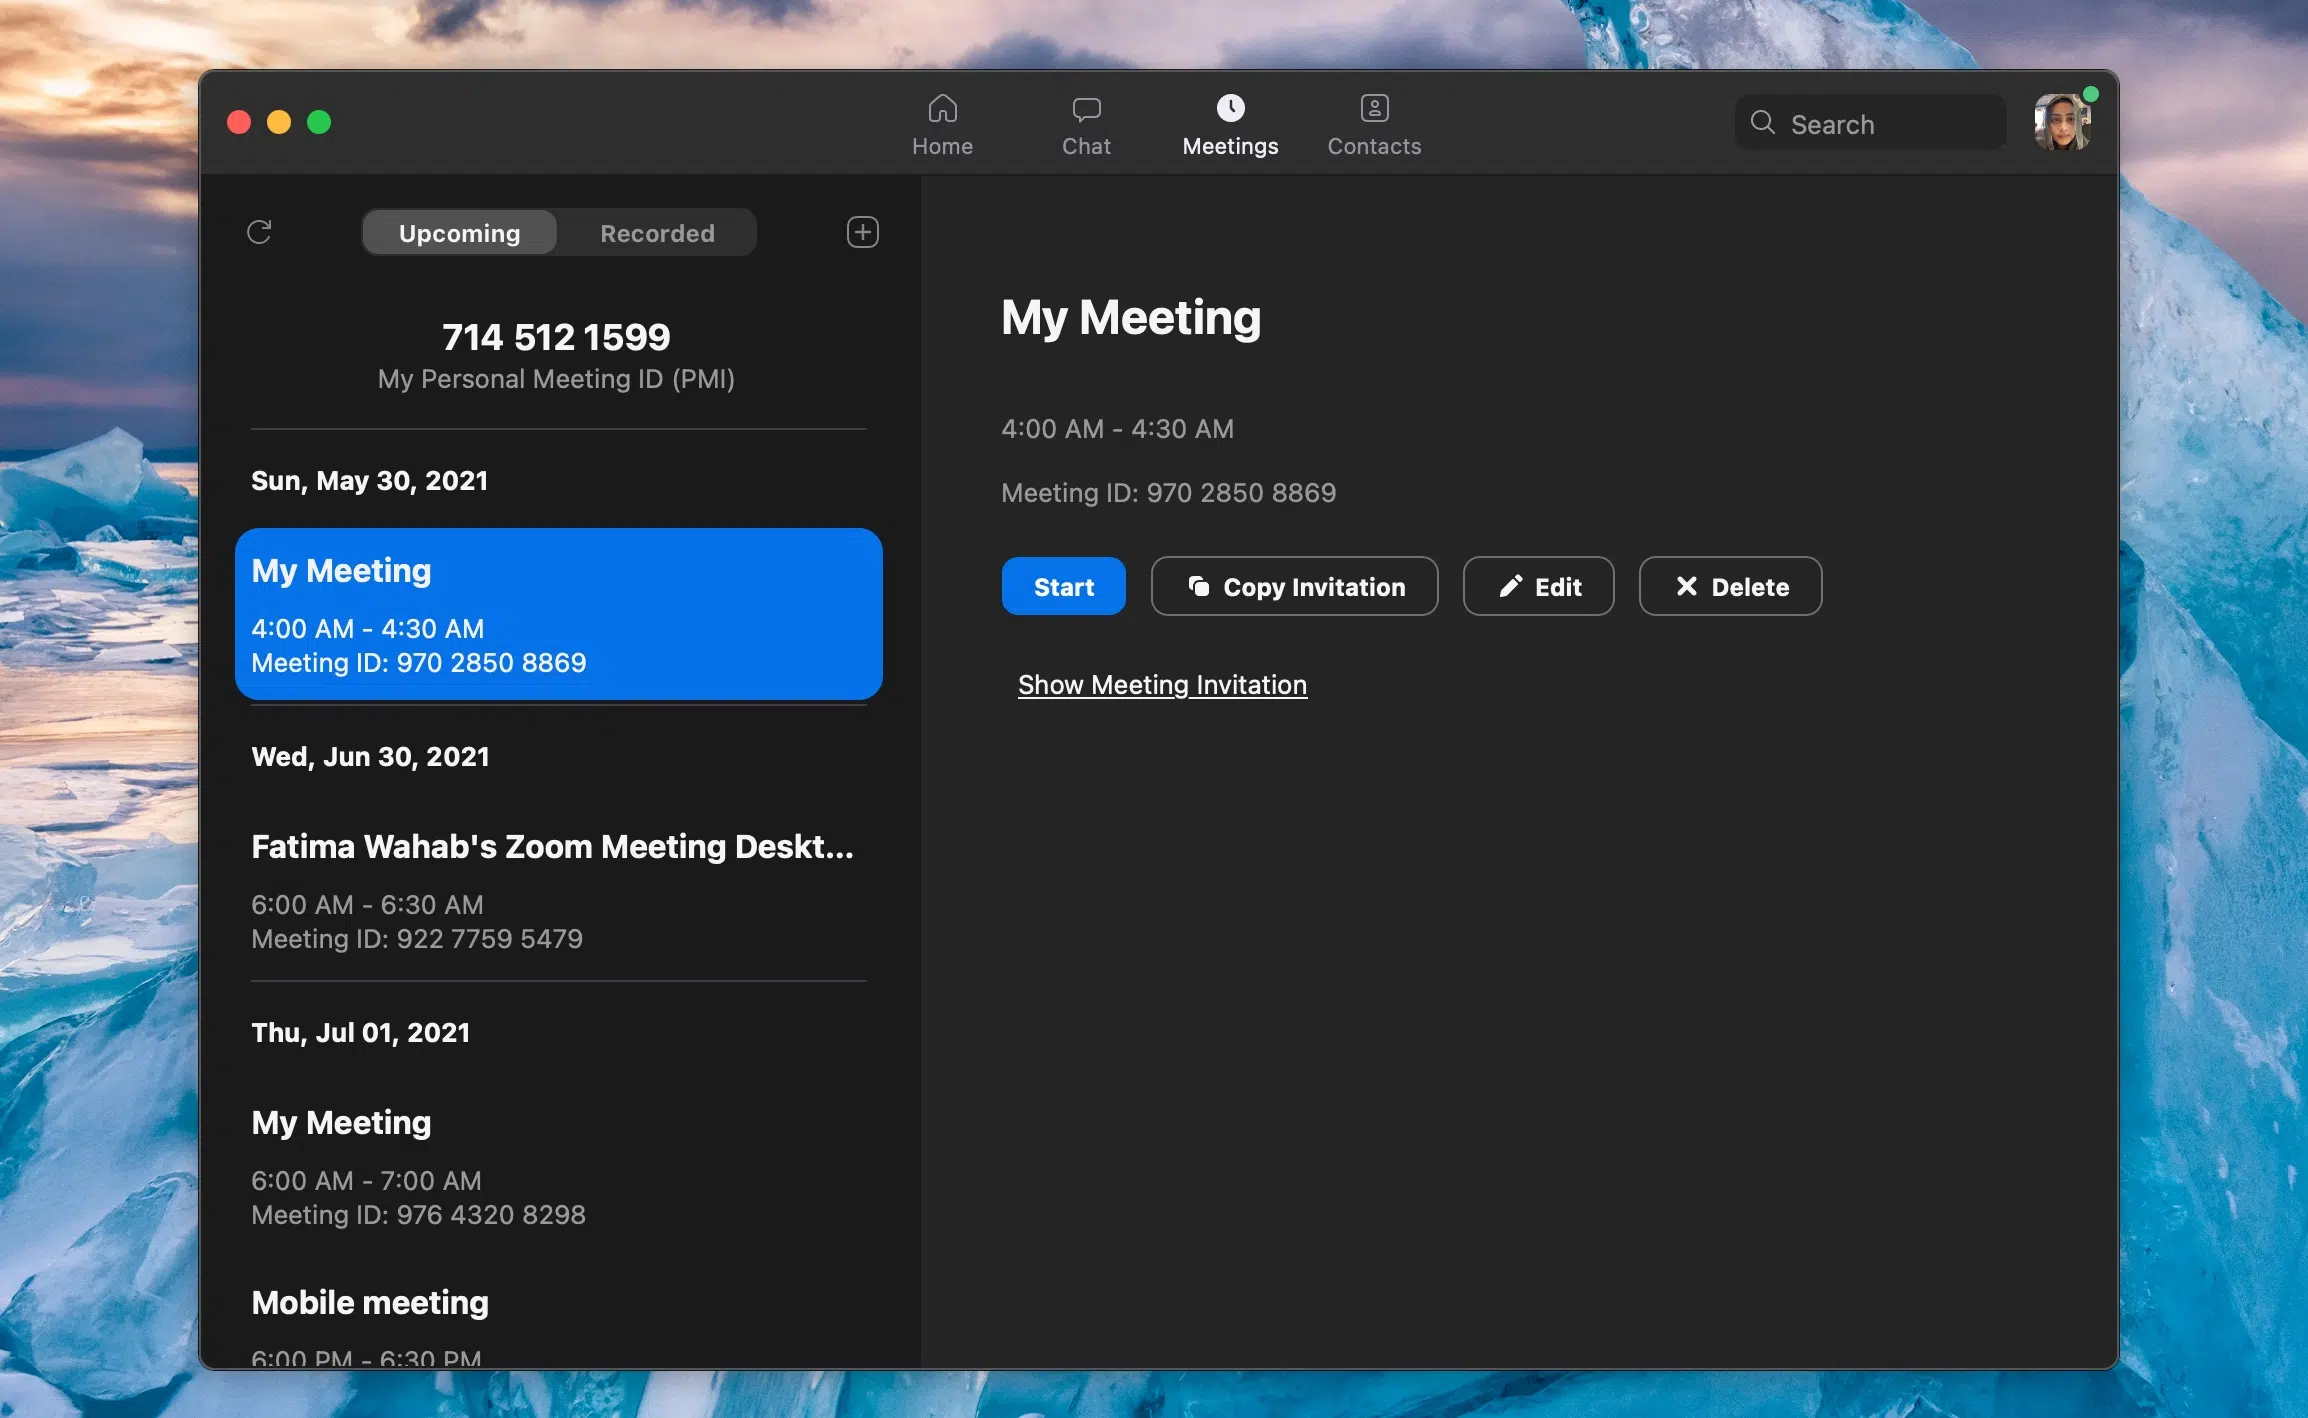 Home
Chat
Meetings
Contacts
Search
Upcoming
Recorded
714 512 1599
My Personal Meeting ID (PMI)
Sun, May 30, 2021
My Meeting
4:00 AM - 4:30 AM
Meeting ID: 970 2850 8869
Wed, Jun 30, 2021
Fatima Wahab's Zoom Meeting Deskt...
6:00 AM - 6:30 AM
Meeting ID: 922 7759 5479
Thu, Jul 01, 2021
My Meeting
6:00 AM - 7:00 AM
Meeting ID: 976 4320 8298
Mobile meeting
6:00 PM - 6:30 PM
My Meeting
4:00 AM - 4:30 AM
Meeting ID: 970 2850 8869
Start
Copy Invitation
Edit
Delete
Show Meeting Invitation